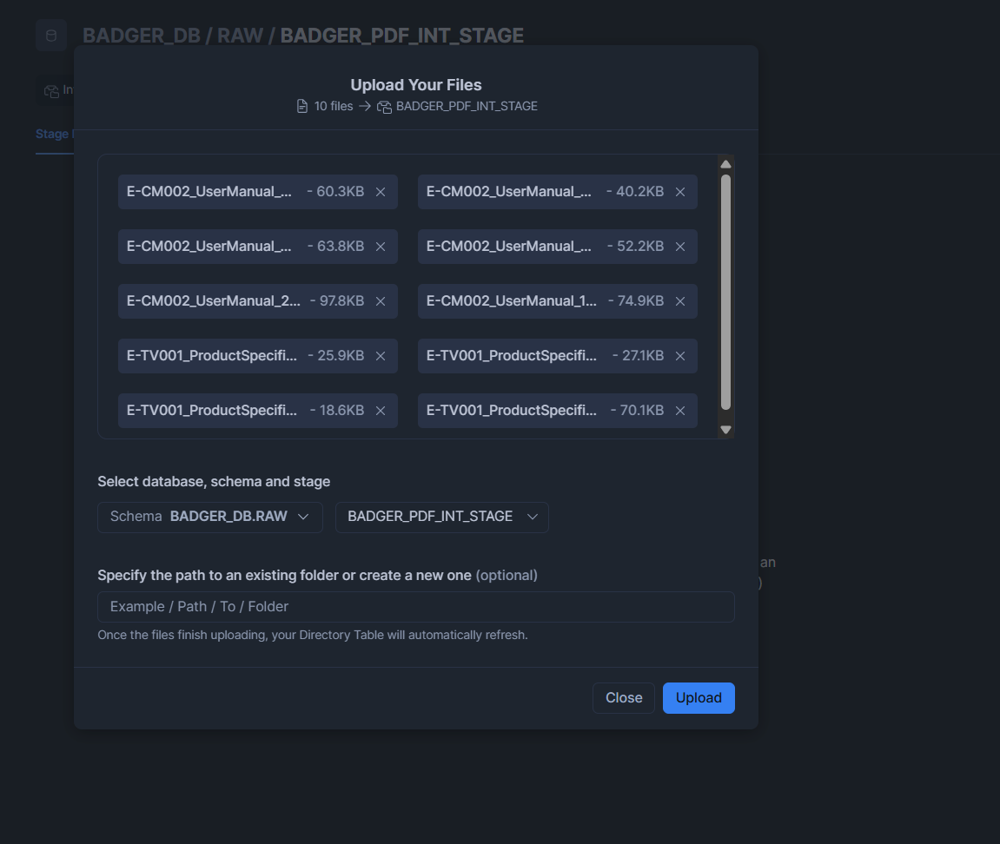 BADGER_DB / RAW / BADGER_PDF_INT_STAGE
In
Stage
Upload Your Files
10 files → BADGER_PDF_INT_STAGE
E-CM002_UserManual_... - 60.3KB
E-CM002_UserManual_... - 40.2KB
E-CM002_UserManual_... - 63.8KB
E-CM002_UserManual_... - 52.2KB
E-CM002_UserManual_2... - 97.8KB
E-CM002_UserManual_1... - 74.9KB
E-TV001_ProductSpecifi... - 25.9KB
E-TV001_ProductSpecifi... - 27.1KB
E-TV001_ProductSpecifi... - 18.6KB
E-TV001_ProductSpecifi... - 70.1KB
Select database, schema and stage
Schema BADGER_DB.RAW
BADGER_PDF_INT_STAGE
an
)
Specify the path to an existing folder or create a new one (optional)
Example / Path / To / Folder
Once the files finish uploading, your Directory Table will automatically refresh.
Close
Upload